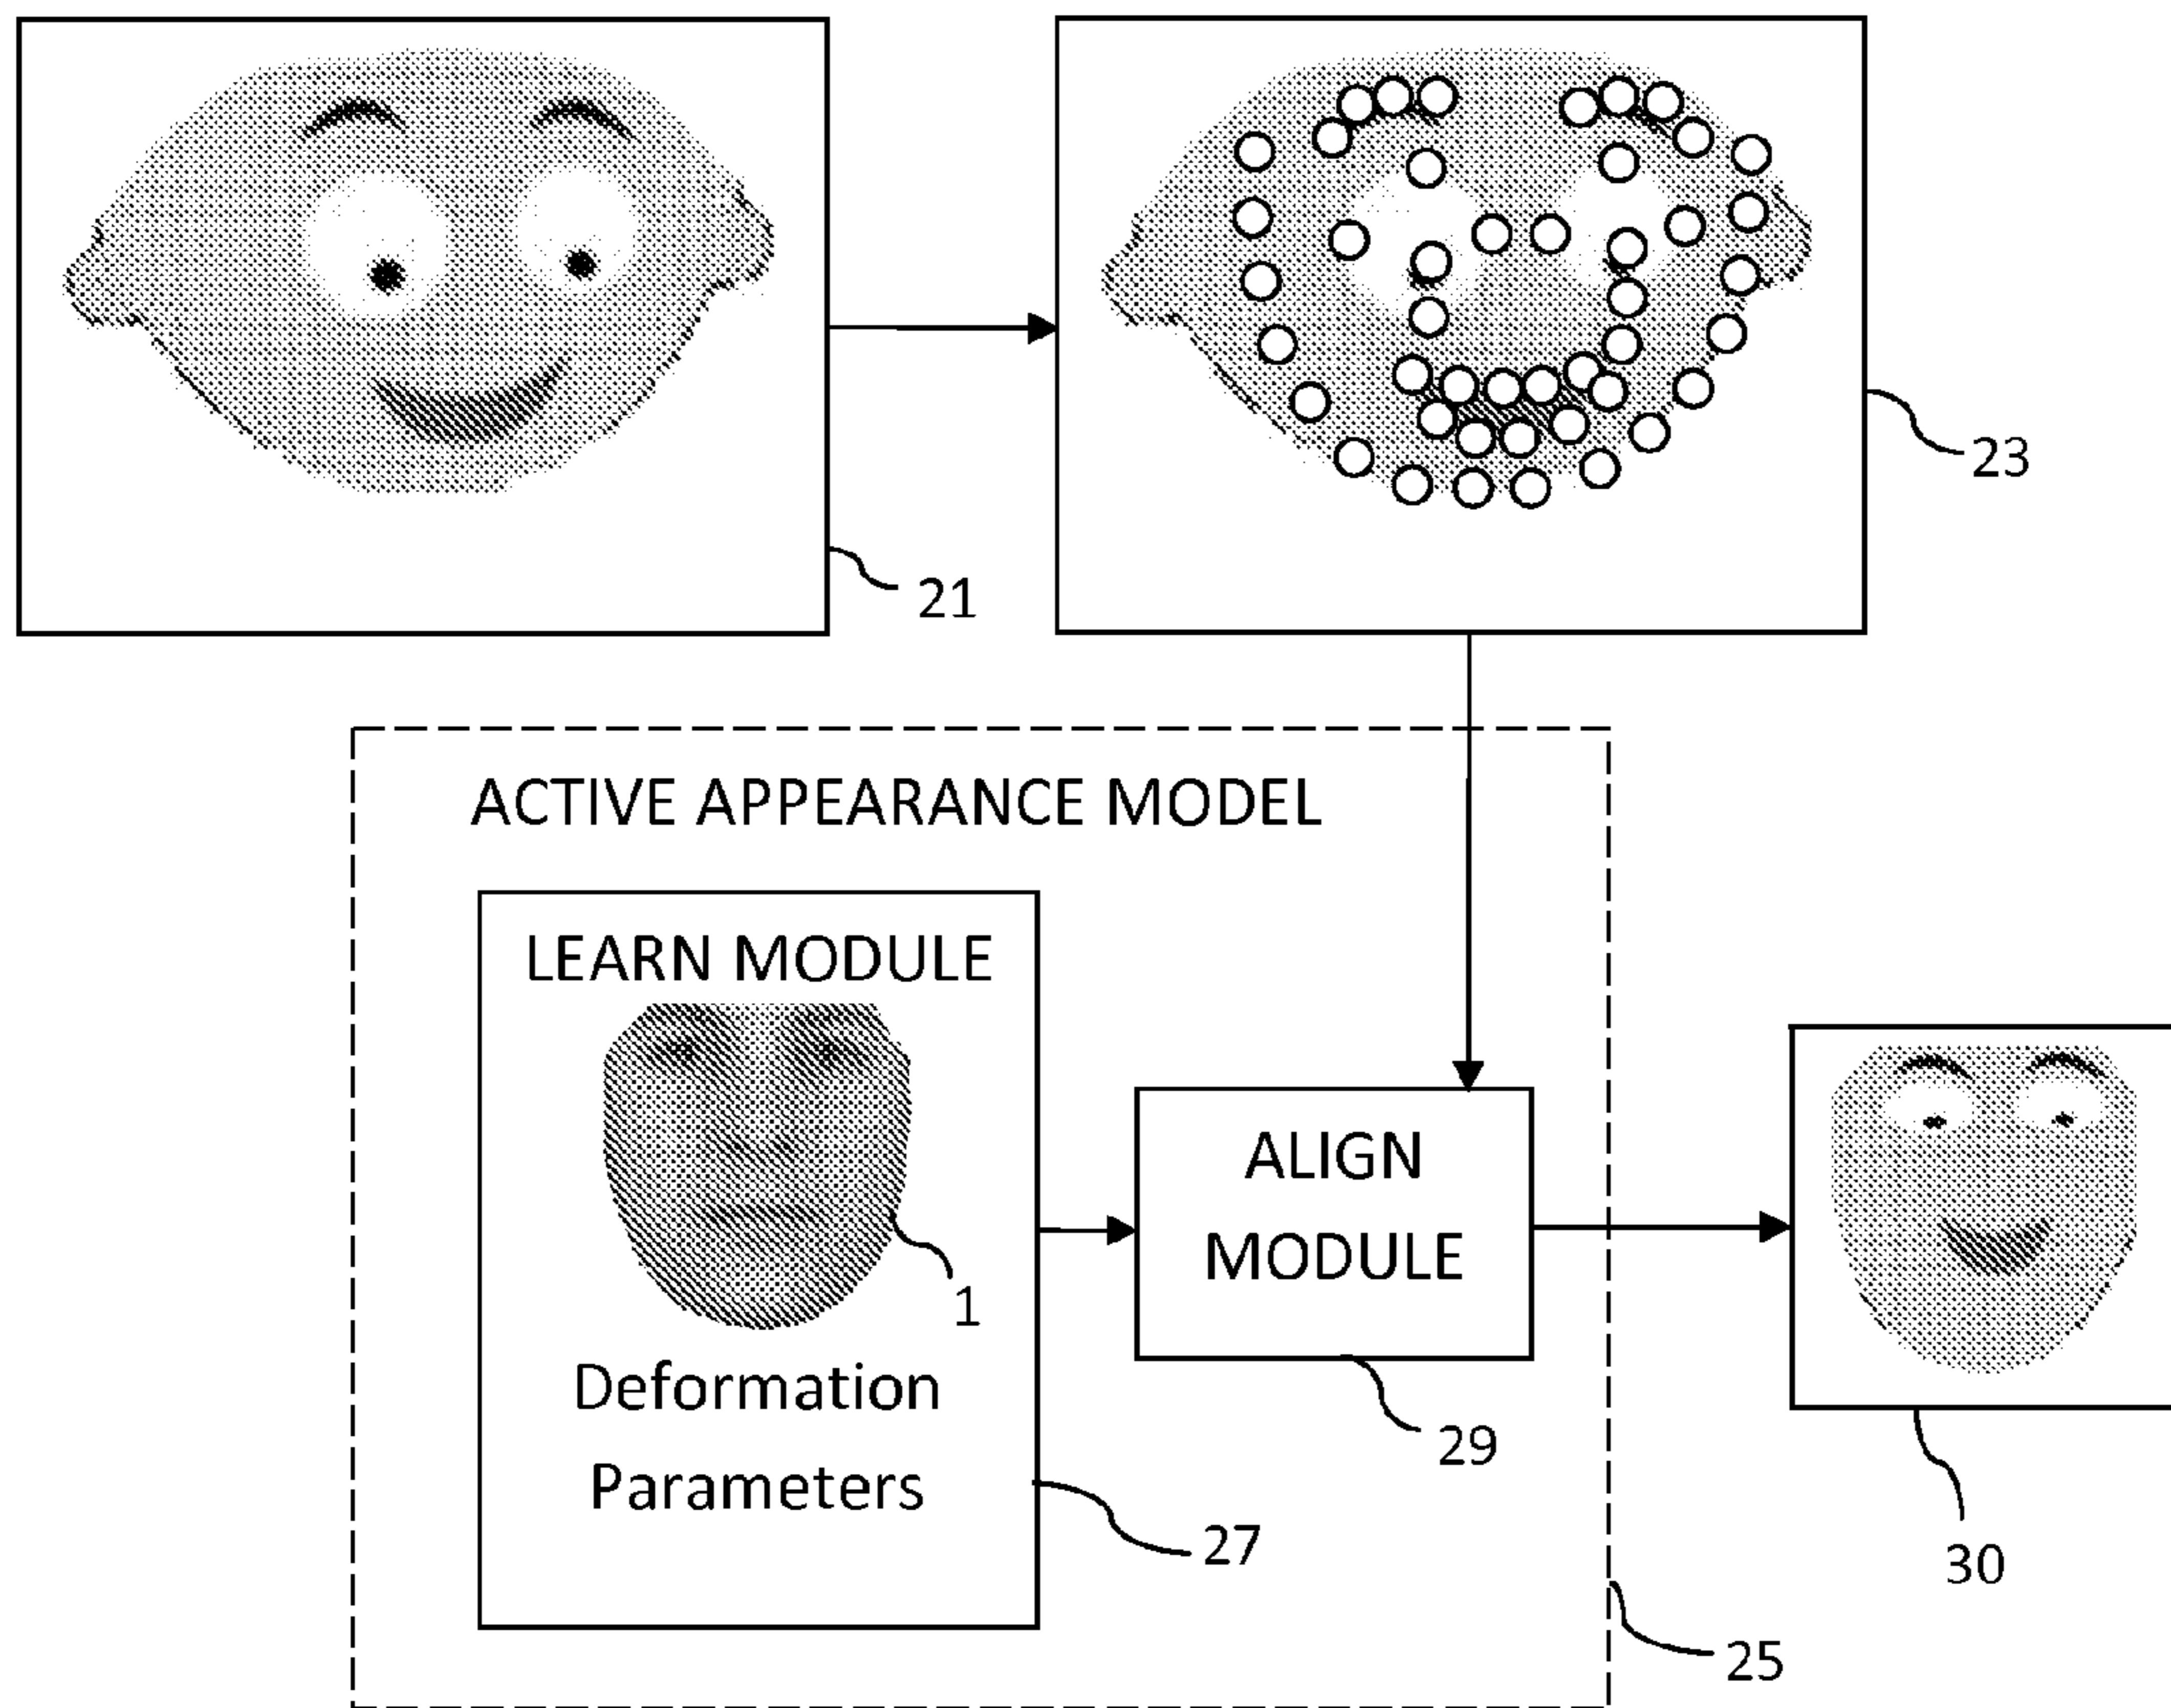 21
23
ACTIVE APPEARANCE MODEL
LEARN MODULE
1
Deformation
Parameters
27
ALIGN
MODULE
29
30
25